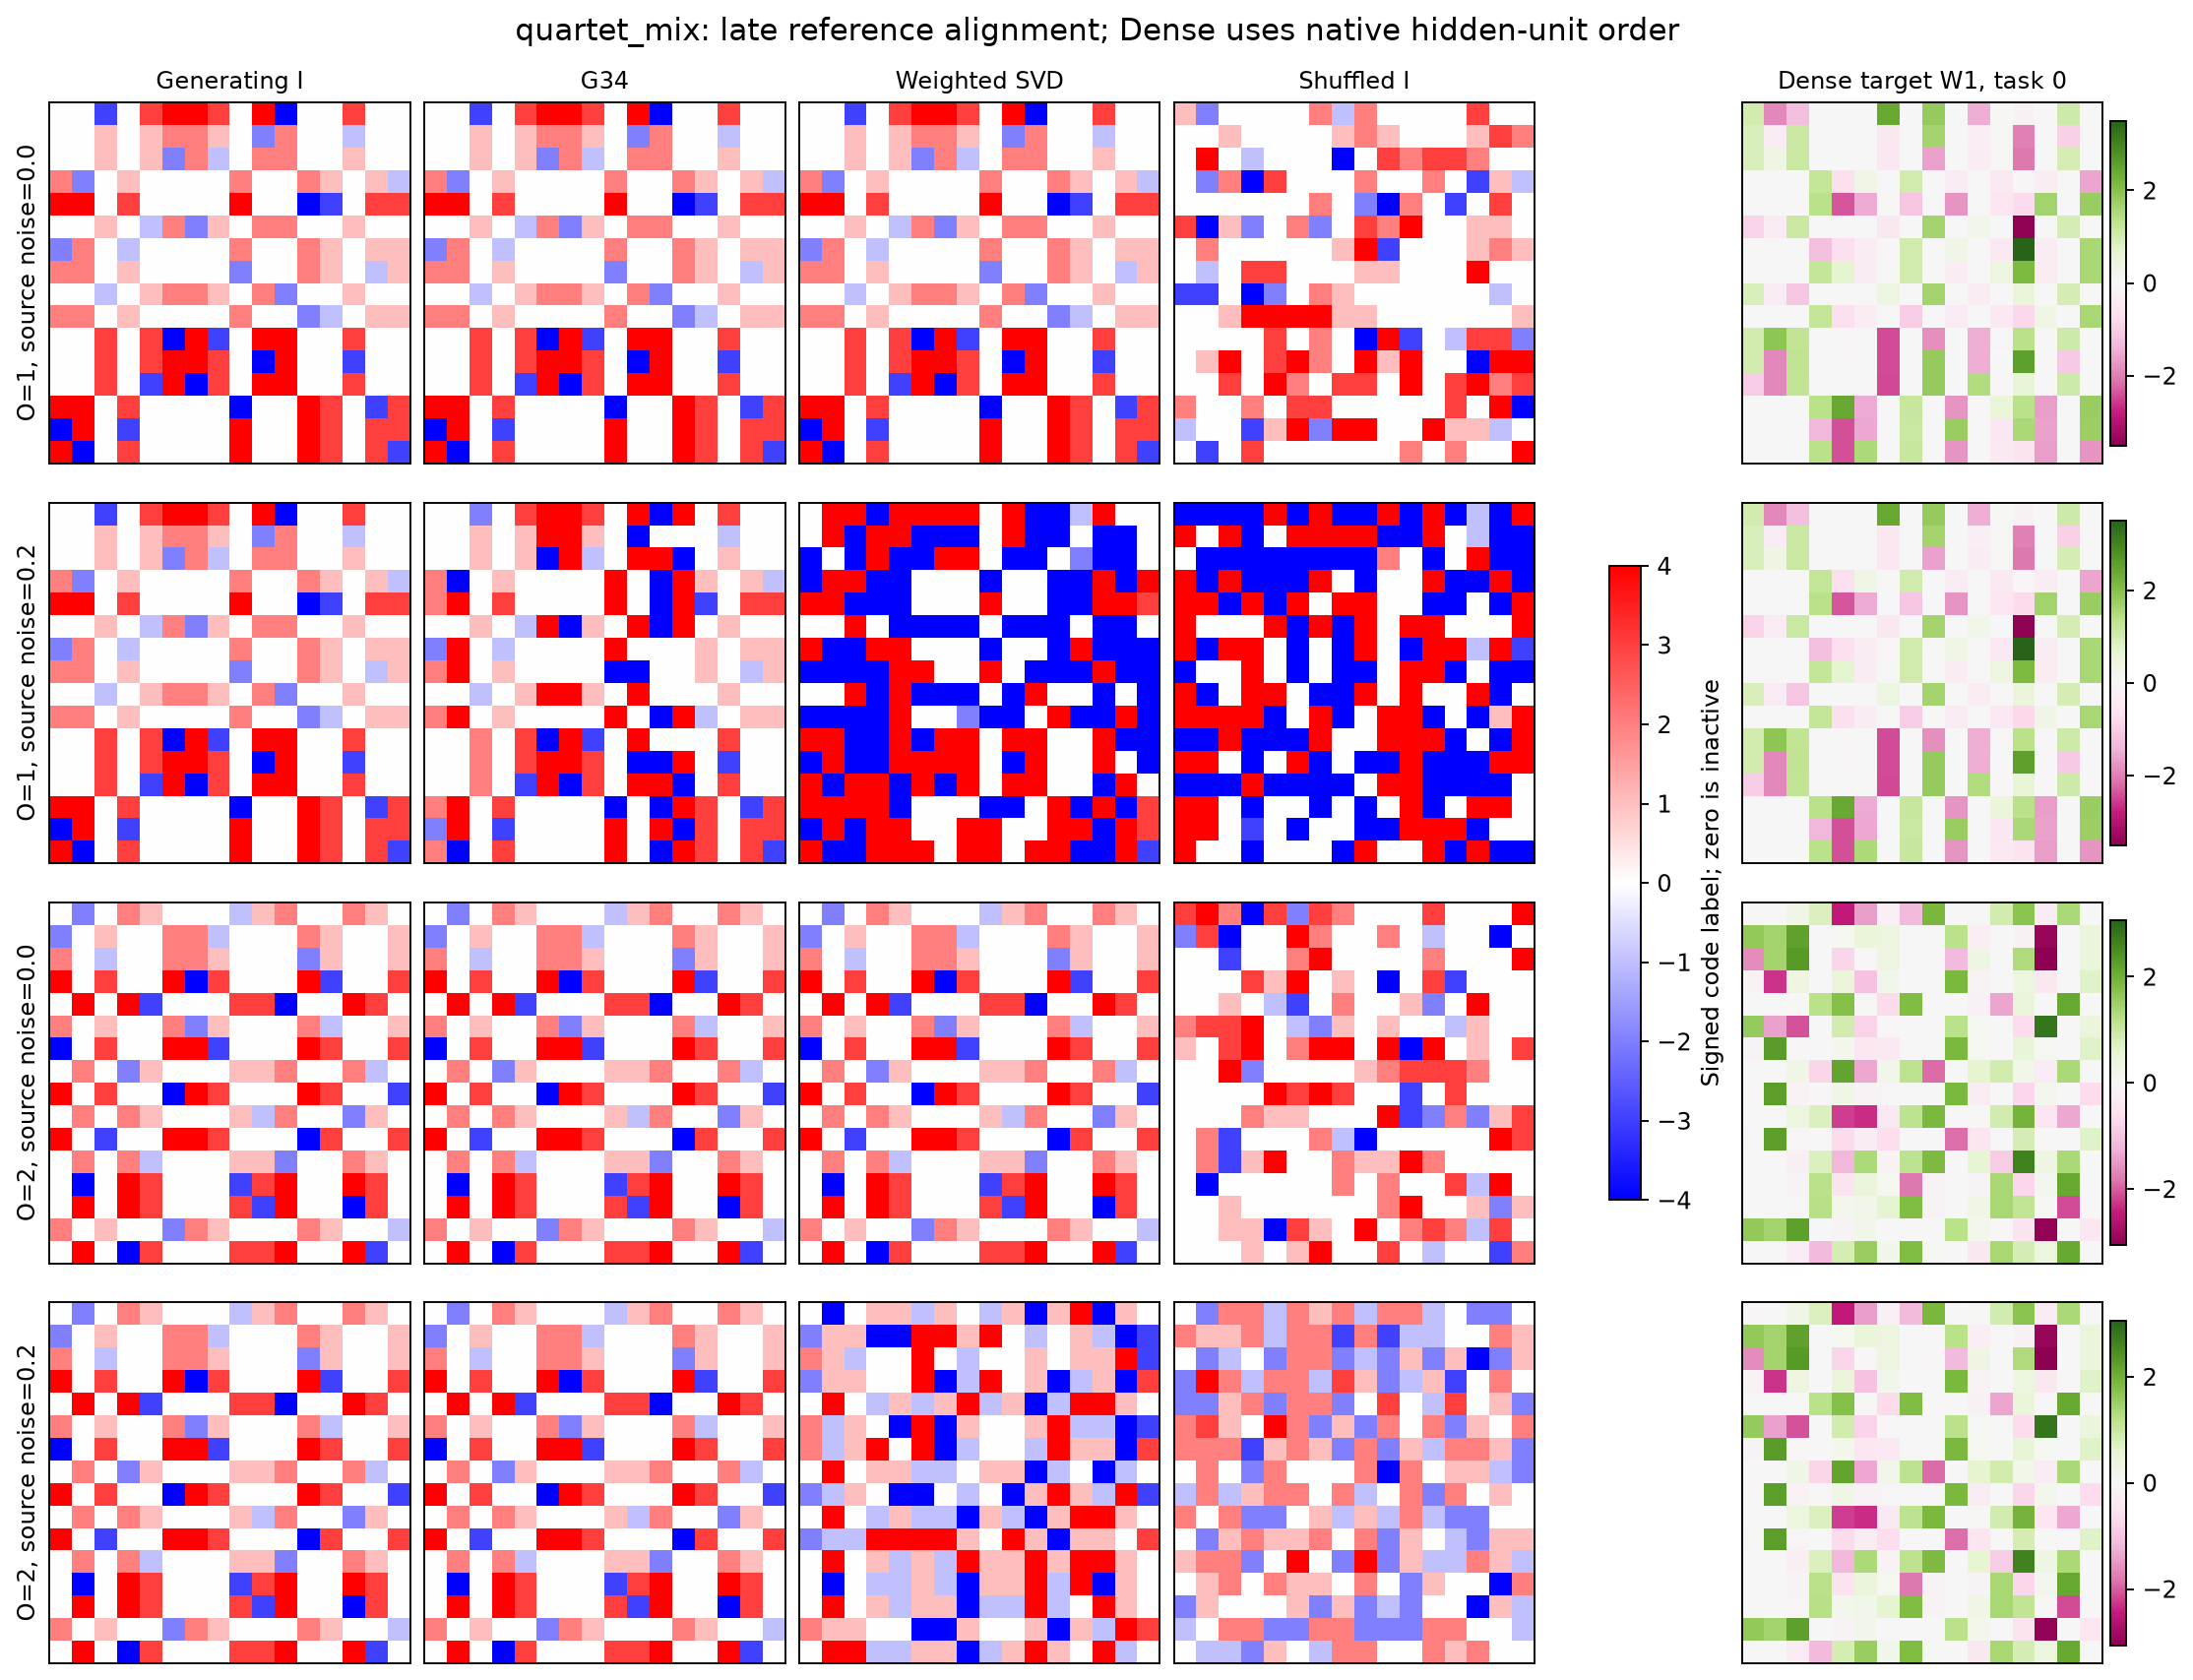 quartet_mix: late reference alignment; Dense uses native hidden-unit order
Generating I
G34
Weighted SVD
Shuffled I
Dense target W1, task 0
O=1, source noise=0.0
2
0
−2
O=1, source noise=0.2
2
0
−2
4
3
2
1
0
−1
−2
−3
−4
Signed code label; zero is inactive
O=2, source noise=0.0
2
0
−2
O=2, source noise=0.2
2
0
−2